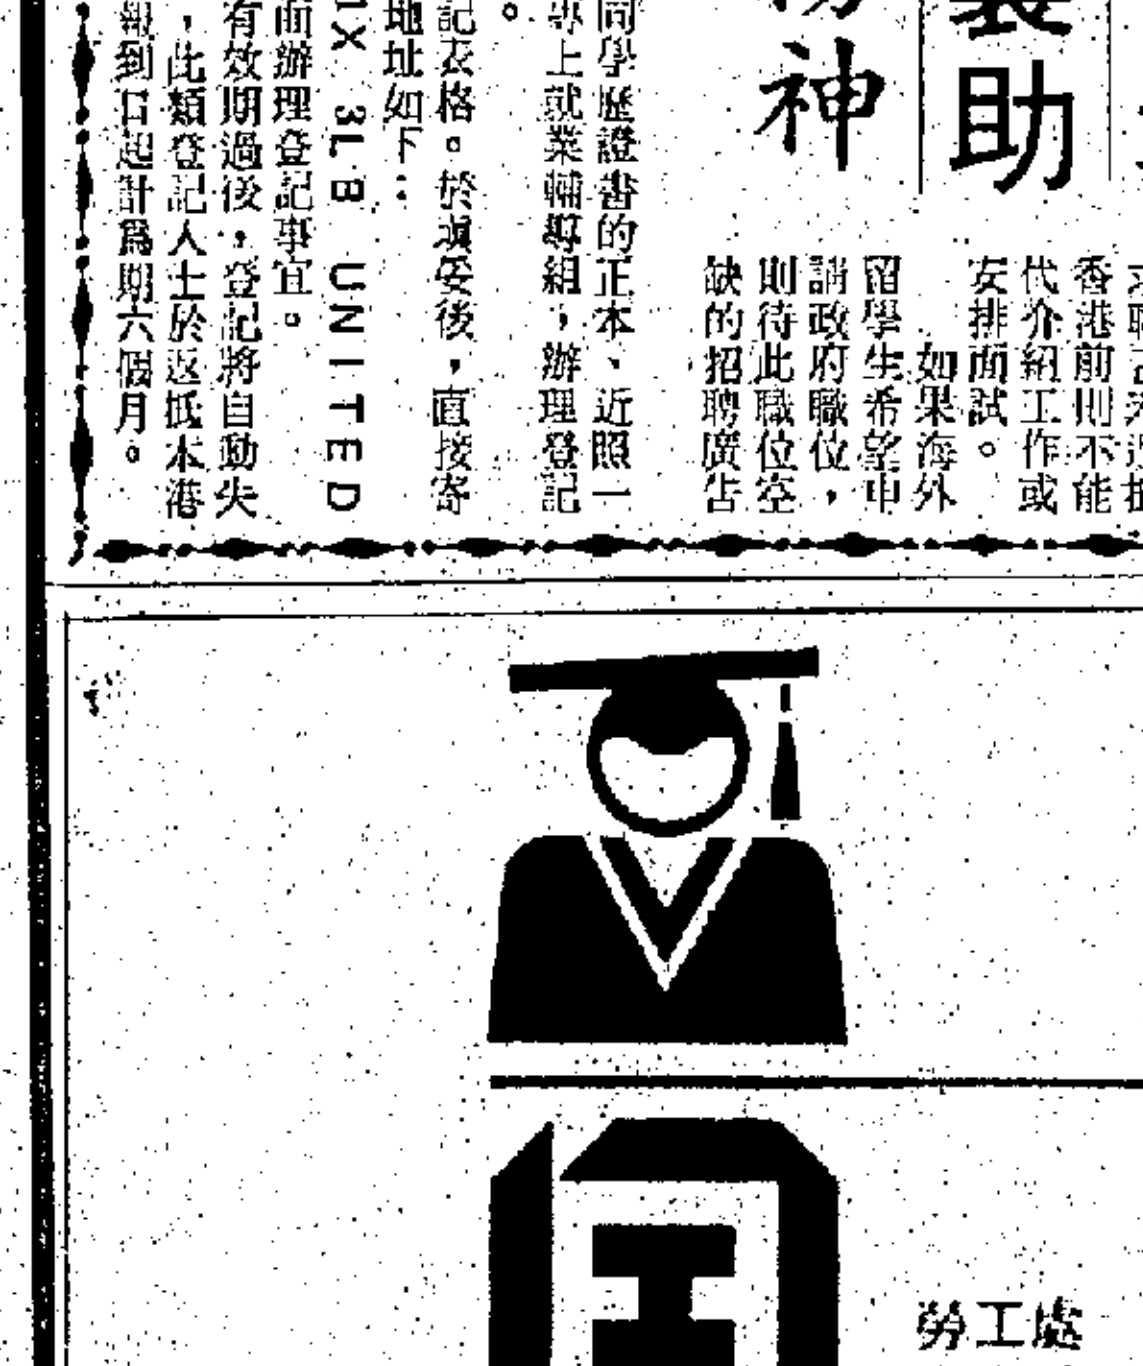 助
神
香港前則不能
代介紹工作或
安排面試。
如果海外
留學生希望申
請政府職位，
則待此職位空
缺的招聘廣告
同學歷證書的正本、近照一
專上就業輔導組，辦理登記
。
記表格。於填妥後，直接寄
地址如下：
1X 3LB UNITED
面辦理登記事宜。
有效期過後，登記將自動失
，此類登記人士於返抵本港
報到日起計爲期六個月。
勞工處